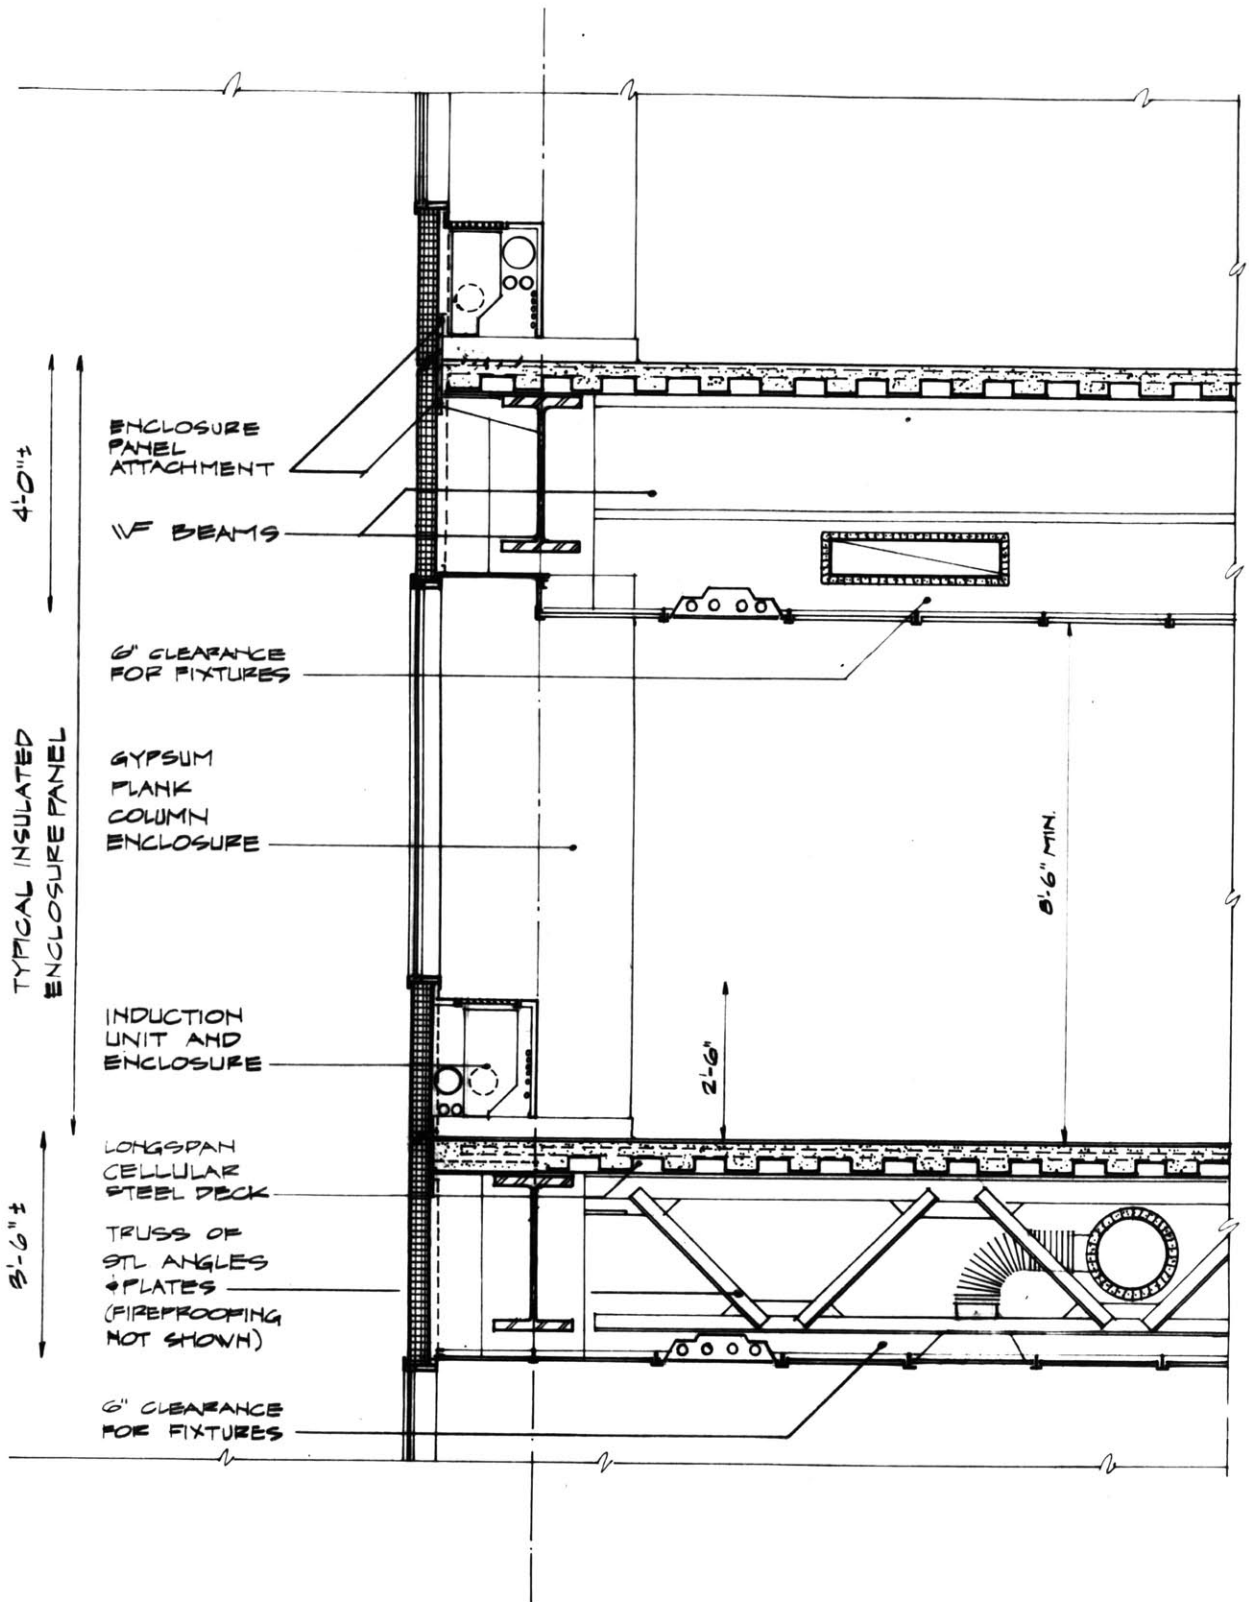 ENCLOSURE
PANEL
ATTACHMENT
4'-0"±
WF BEAMS
6" CLEARANCE
FOR FIXTURES
TYPICAL INSULATED
ENCLOSURE PANEL
GYPSUM
PLANK
COLUMN
ENCLOSURE
8'-6" MIN.
INDUCTION
UNIT AND
ENCLOSURE
2'-6"
LONGSPAN
CELLULAR
STEEL DECK
3'-6"±
TRUSS OF
STL ANGLES
&PLATES
(FIREPROOFING
NOT SHOWN)
6" CLEARANCE
FOR FIXTURES